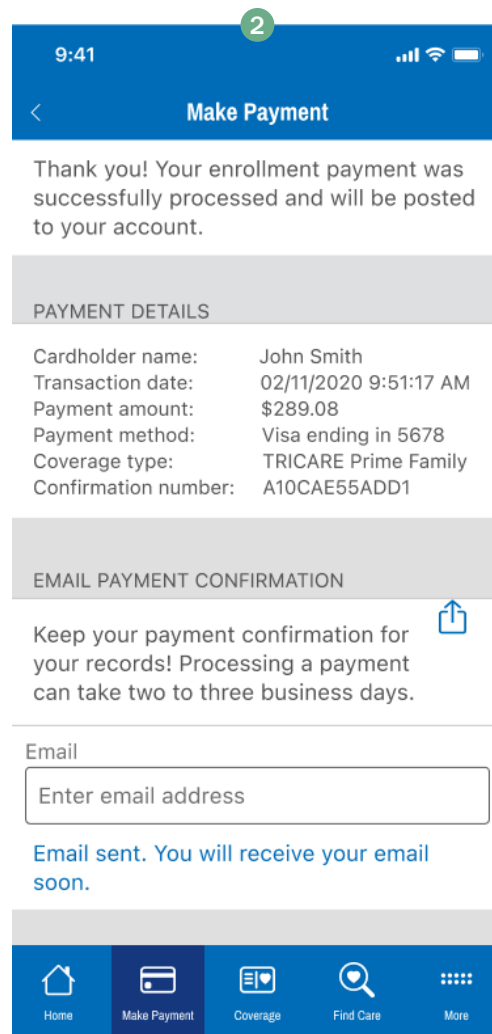 2
9:41
Make Payment
Thank you! Your enrollment payment was
successfully processed and will be posted
to your account.
PAYMENT DETAILS
Cardholder name: John Smith
Transaction date: 02/11/2020 9:51:17 AM
Payment amount: $289.08
Payment method: Visa ending in 5678
Coverage type: TRICARE Prime Family
Confirmation number: A10CAE55ADD1
EMAIL PAYMENT CONFIRMATION
Keep your payment confirmation for
your records! Processing a payment
can take two to three business days.
Email
Enter email address
Email sent. You will receive your email
soon.
Home Make Payment Coverage Find Care More